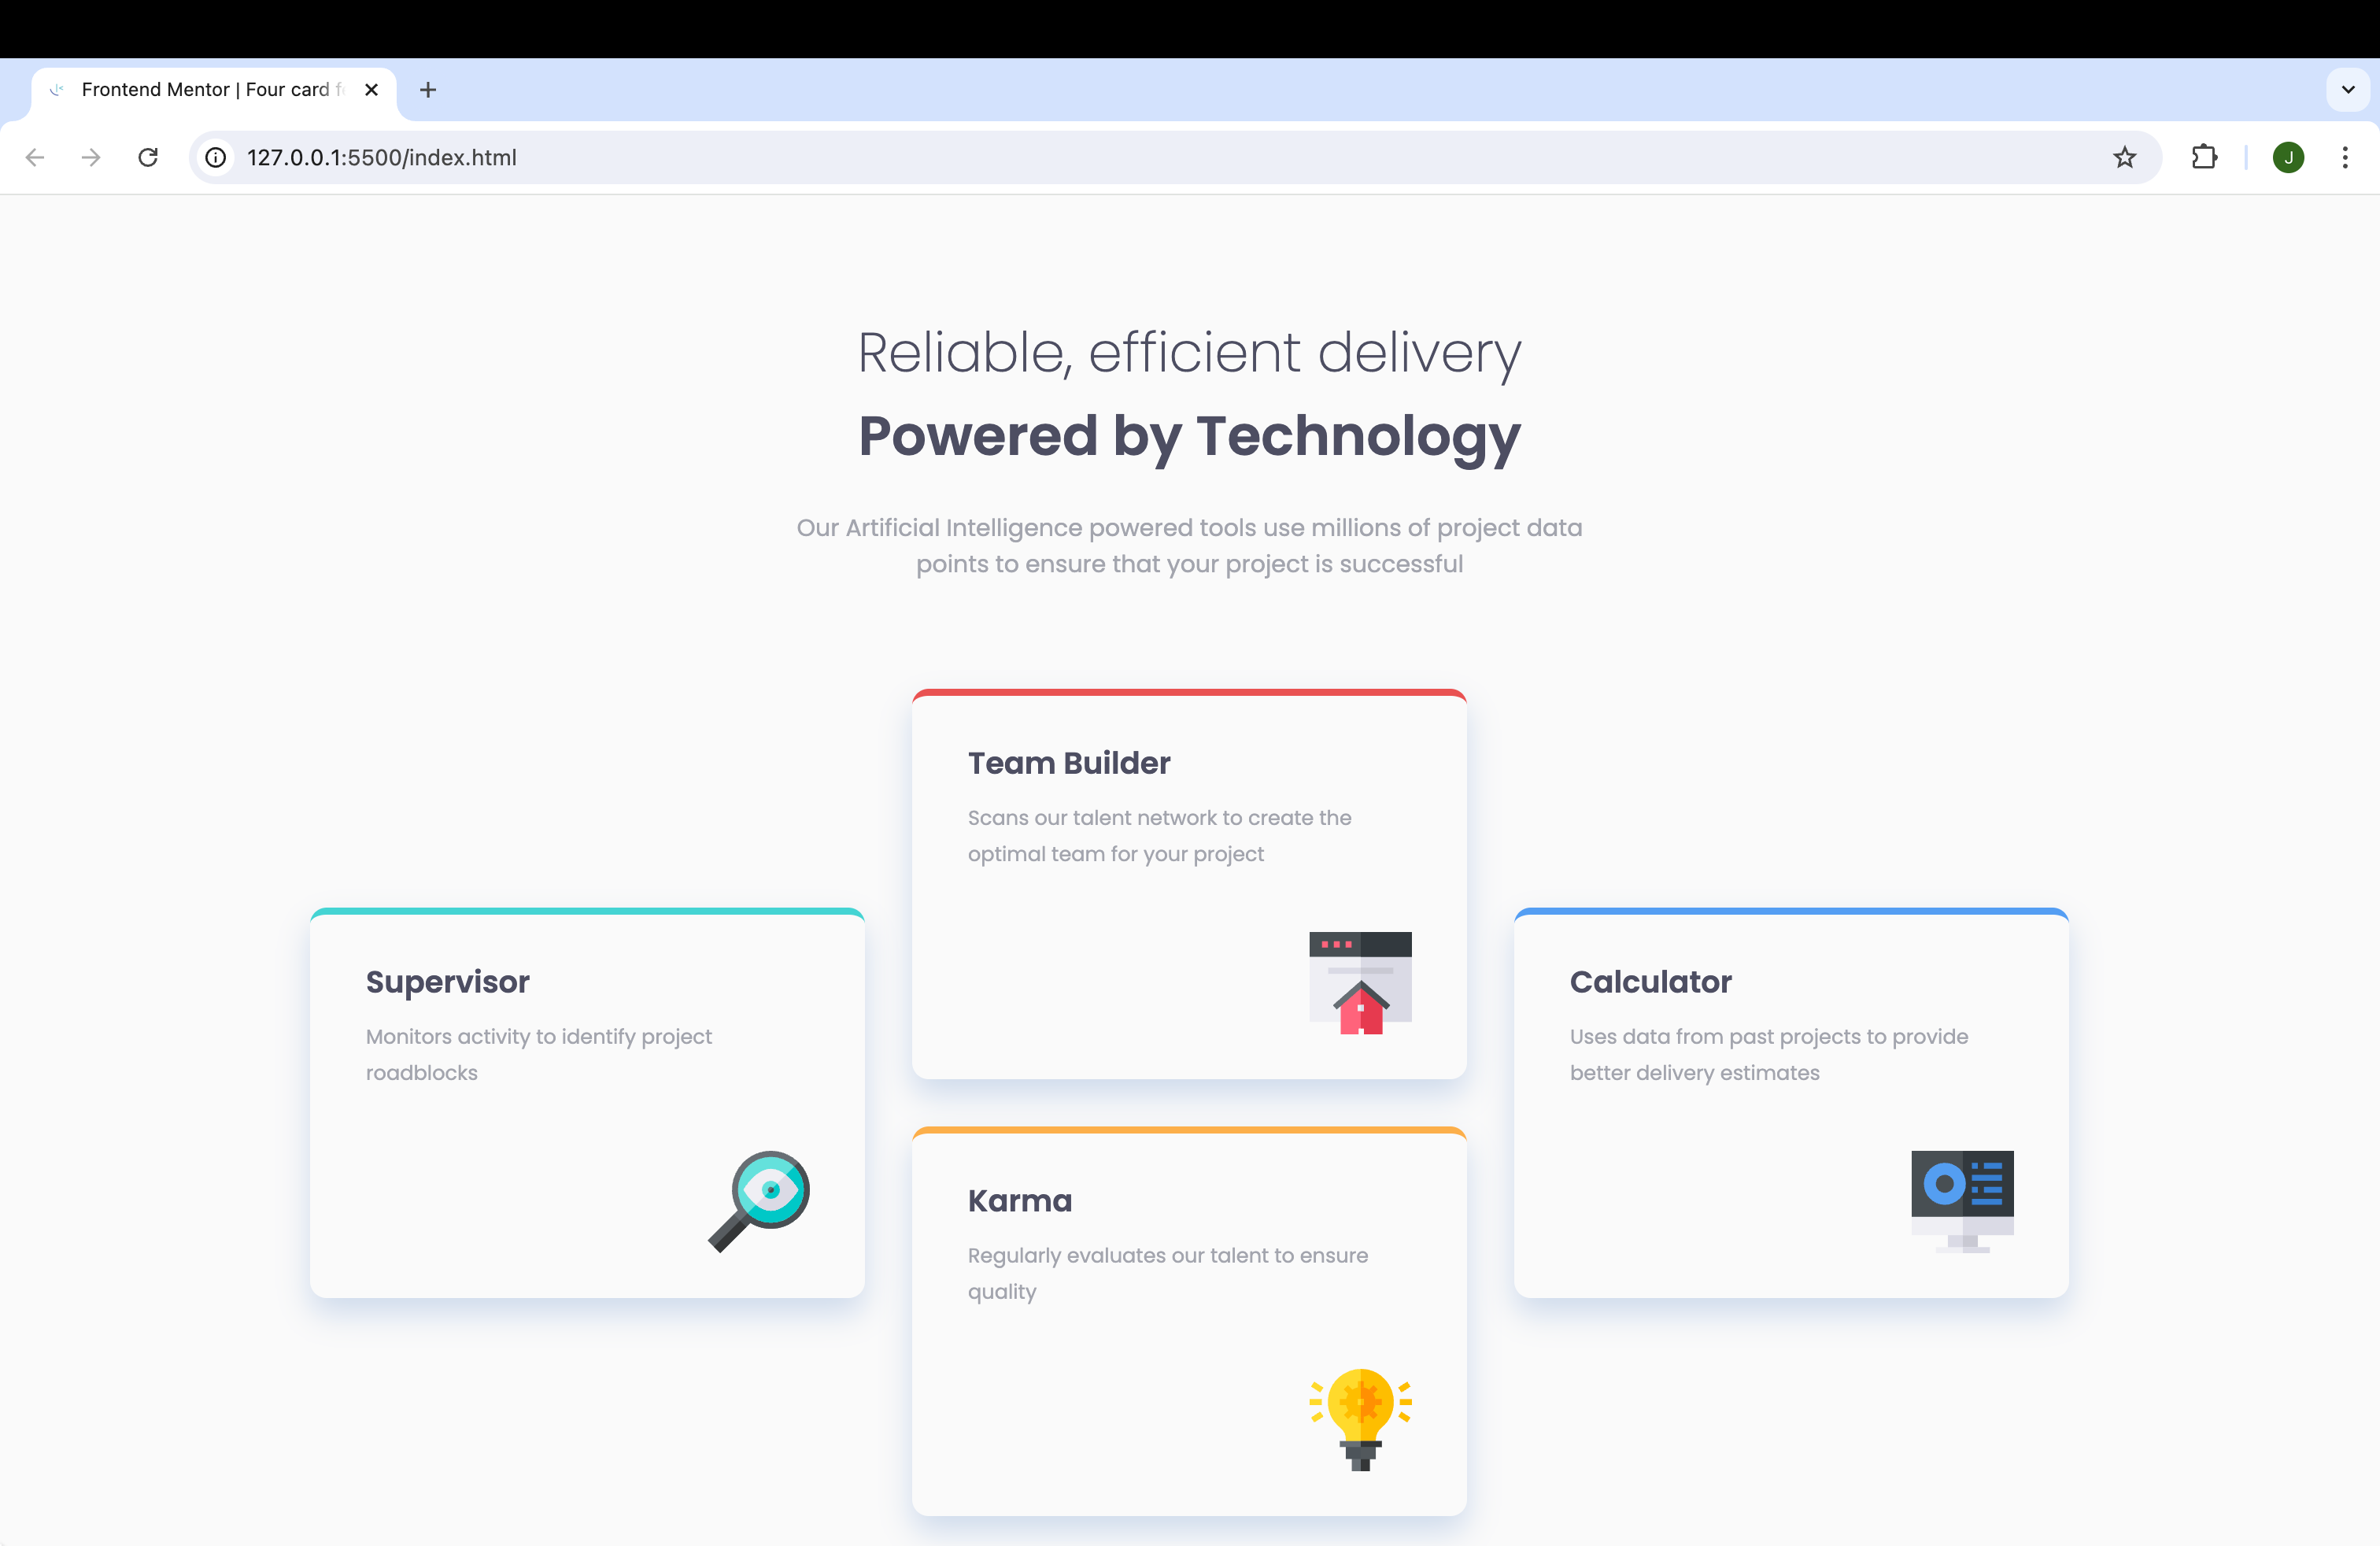 Frontend Mentor | Four card f
127.0.0.1:5500/index.html
J
Reliable, efficient delivery
Powered by Technology
Our Artificial Intelligence powered tools use millions of project data
points to ensure that your project is successful
Team Builder
Scans our talent network to create the
optimal team for your project
Supervisor
Monitors activity to identify project
roadblocks
Calculator
Uses data from past projects to provide
better delivery estimates
Karma
Regularly evaluates our talent to ensure
quality